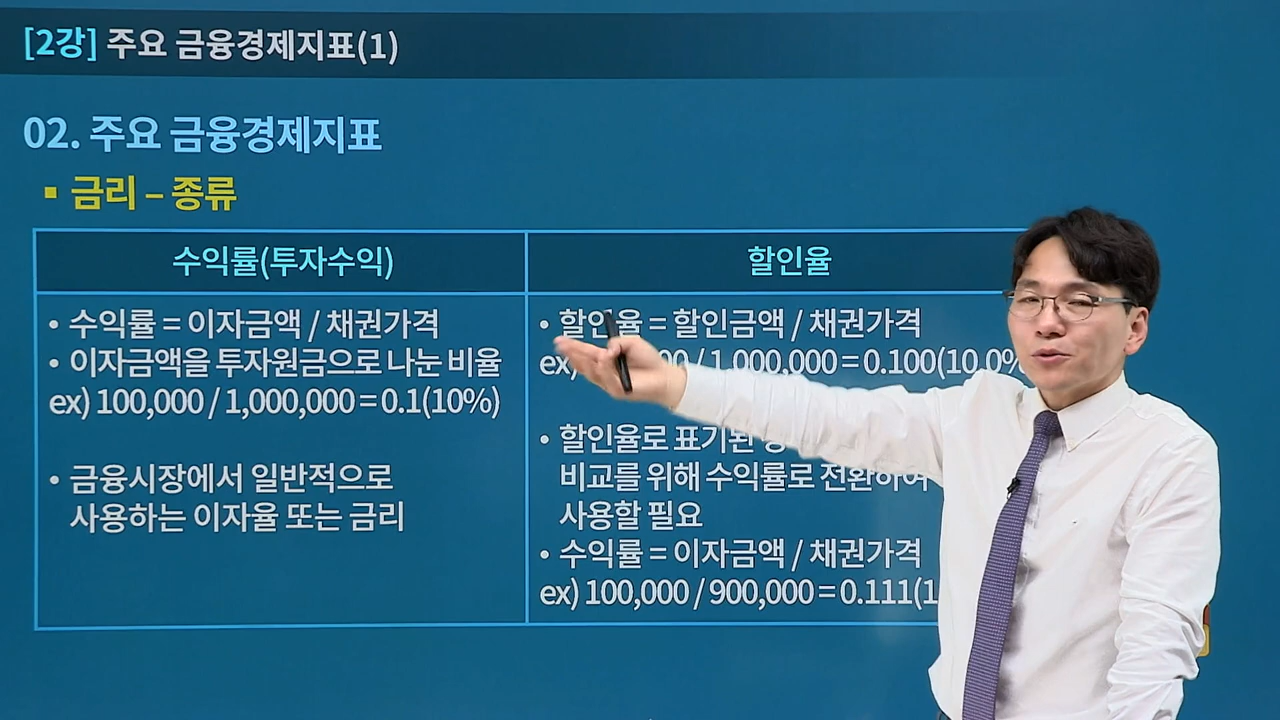 [2강] 주요 금융경제지표(1)
02. 주요 금융경제지표
▪ 금리 – 종류
수익률(투자수익)
• 수익률 = 이자금액 / 채권가격
• 이자금액을 투자원금으로 나눈 비율
ex) 100,000 / 1,000,000 = 0.1(10%)
• 금융시장에서 일반적으로
사용하는 이자율 또는 금리
할인율
• 할인율 = 할인금액 / 채권가격
ex) / 1,000,000 = 0.100(10.0%
• 할인율로 표기된
비교를 위해 수익률로 전환하여
사용할 필요
• 수익률 = 이자금액 / 채권가격
ex) 100,000 / 900,000 = 0.111(1